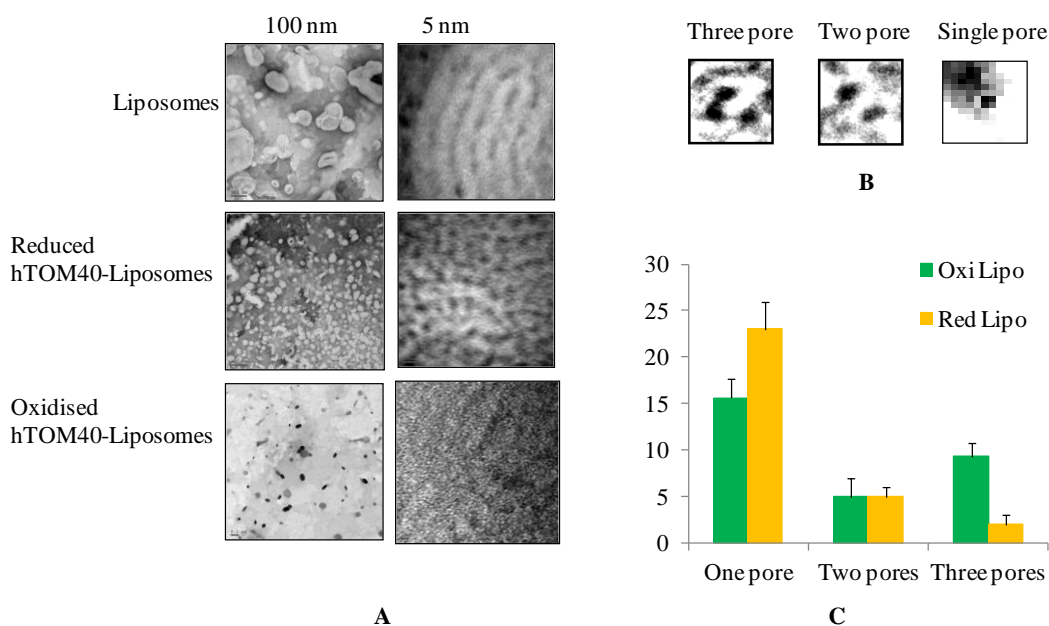 100 nm
5 nm
Liposomes
Reduced
hTOM40-Liposomes
Oxidised
hTOM40-Liposomes
A
Three pore
Two pore
Single pore
B
30
25
20
15
10
5
0
Oxi Lipo
Red Lipo
One pore
Two pores
Three pores
C